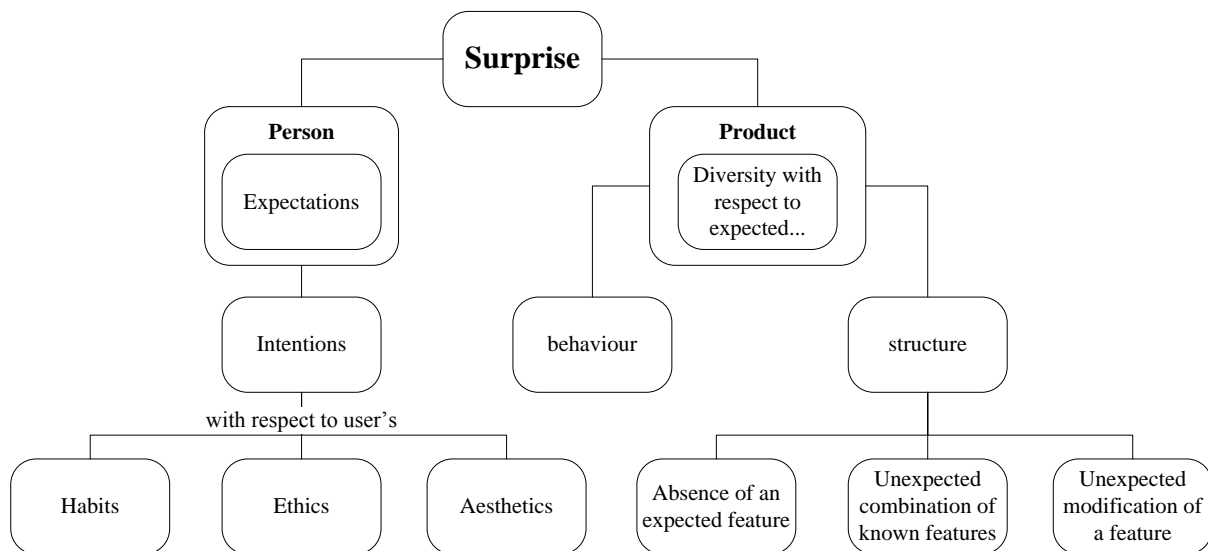 Surprise
Person
Product
Expectations
Diversity with
respect to
expected...
Intentions
behaviour
structure
with respect to user’s
Habits
Ethics
Aesthetics
Absence of an
expected feature
Unexpected
combination of
known features
Unexpected
modification of
a feature